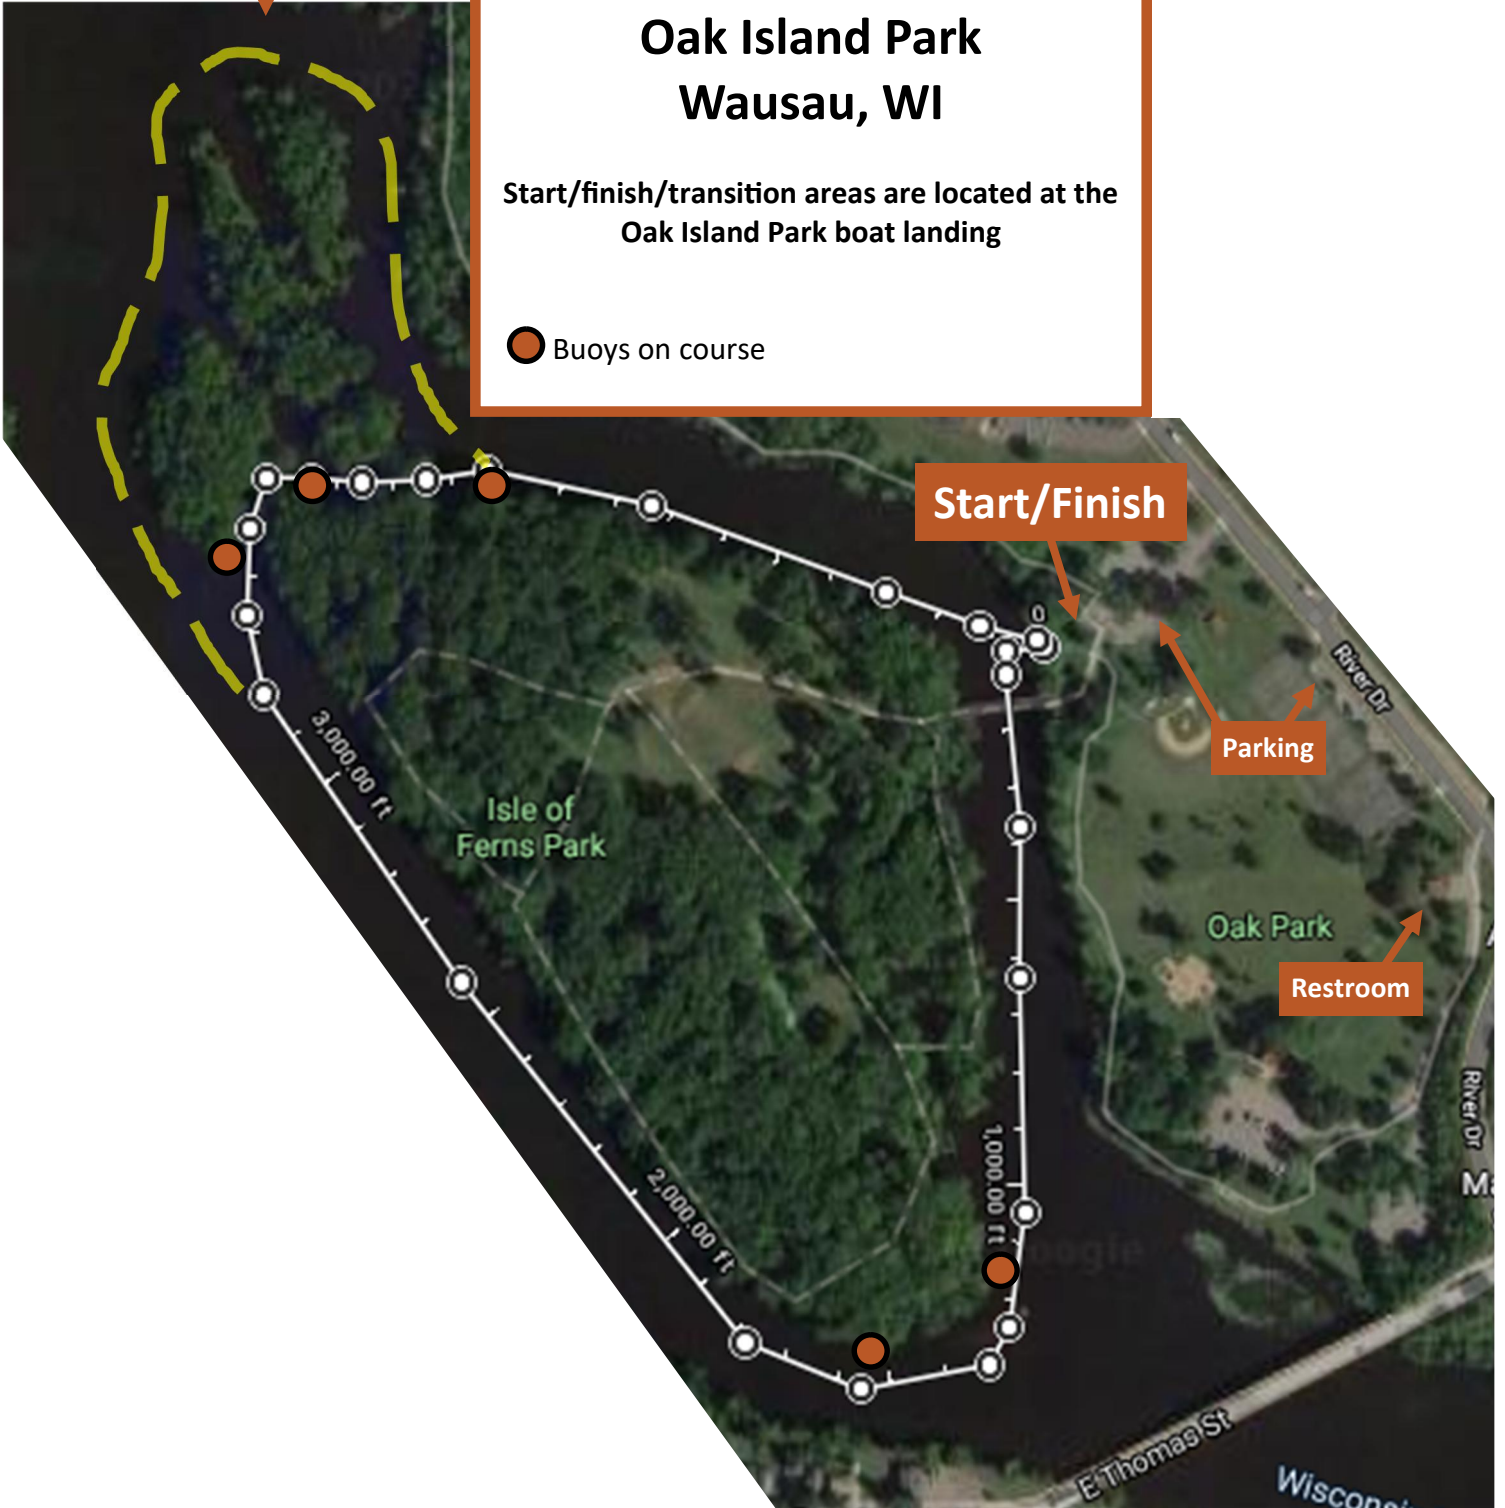 Oak Island Park
Wausau, WI
Start/finish/transition areas are located at the
Oak Island Park boat landing
Buoys on course
Start/Finish
0
River Dr
Parking
3,000.00 ft
Isle of
Ferns Park
Oak Park
Restroom
River Dr
1,000.00 ft
2,000.00 ft
E Thomas St